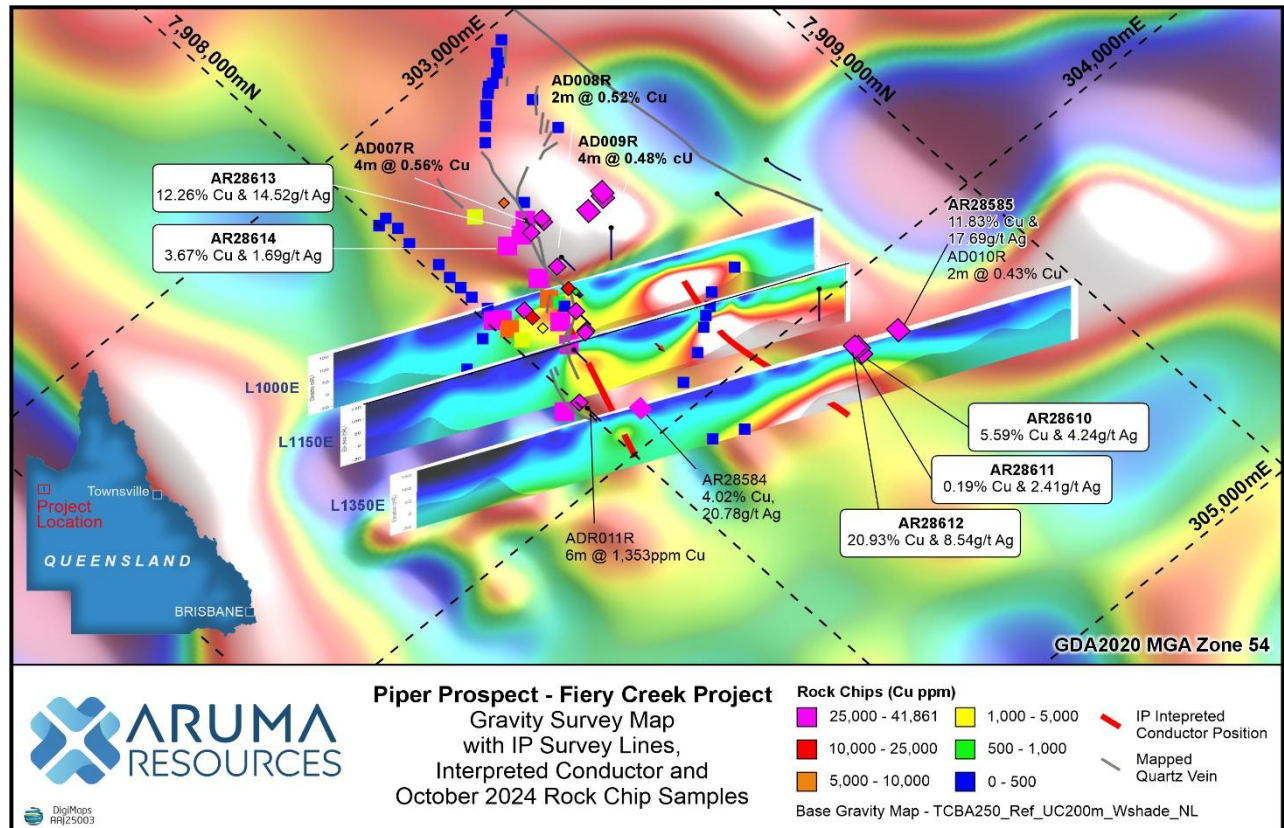 7,908,000mN
303,000mE
7,909,000mN
304,000mE
AD008R
2m @ 0.52% Cu
AD009R
4m @ 0.48% cU
AD007R
4m @ 0.56% Cu
AR28613
12.26% Cu & 14.52g/t Ag
AR28614
3.67% Cu & 1.69g/t Ag
AR28585
11.83% Cu &
17.69g/t Ag
AD010R
2m @ 0.43% Cu
L1000E
L1150E
L1350E
AR28610
5.59% Cu & 4.24g/t Ag
AR28611
0.19% Cu & 2.41g/t Ag
AR28612
20.93% Cu & 8.54g/t Ag
AR28584
4.02% Cu,
20.78g/t Ag
ADR011R
6m @ 1,353ppm Cu
305,000mE
Townsville
Project
Location
QUEENSLAND
BRISBANE
GDA2020 MGA Zone 54
ARUMA
RESOURCES
DigiMaps
ARJ25003
Piper Prospect - Fiery Creek Project
Gravity Survey Map
with IP Survey Lines,
Interpreted Conductor and
October 2024 Rock Chip Samples
Rock Chips (Cu ppm)
25,000 - 41,861
10,000 - 25,000
5,000 - 10,000
1,000 - 5,000
500 - 1,000
0 - 500
IP Intepreted
Conductor Position
Mapped
Quartz Vein
Base Gravity Map - TCBA250_Ref_UC200m_Wshade_NL